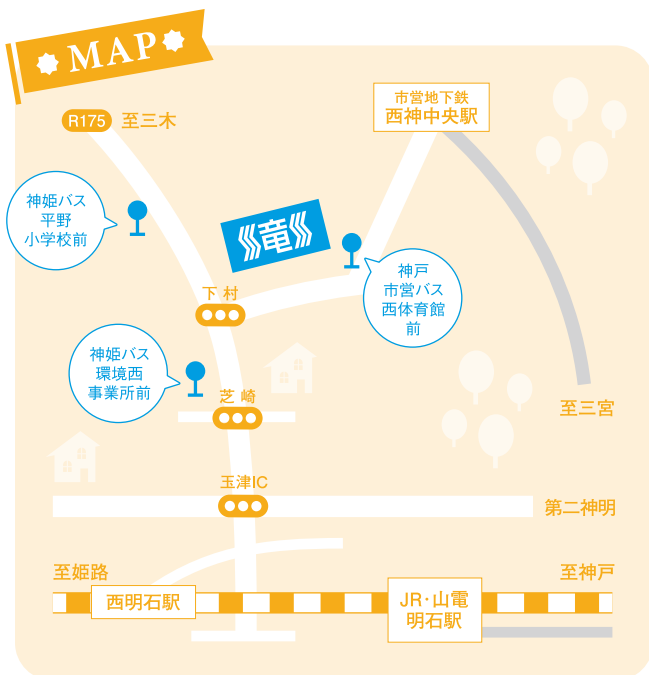 MAP
R175
至三木
市営地下鉄
西神中央駅
神姫バス
平野
小学校前
竜
神戸
市営バス
西体育館
前
下村
神姫バス
環境西
事業所前
芝崎
至三宮
玉津IC
第二神明
至姫路
至神戸
西明石駅
JR・山電
明石駅